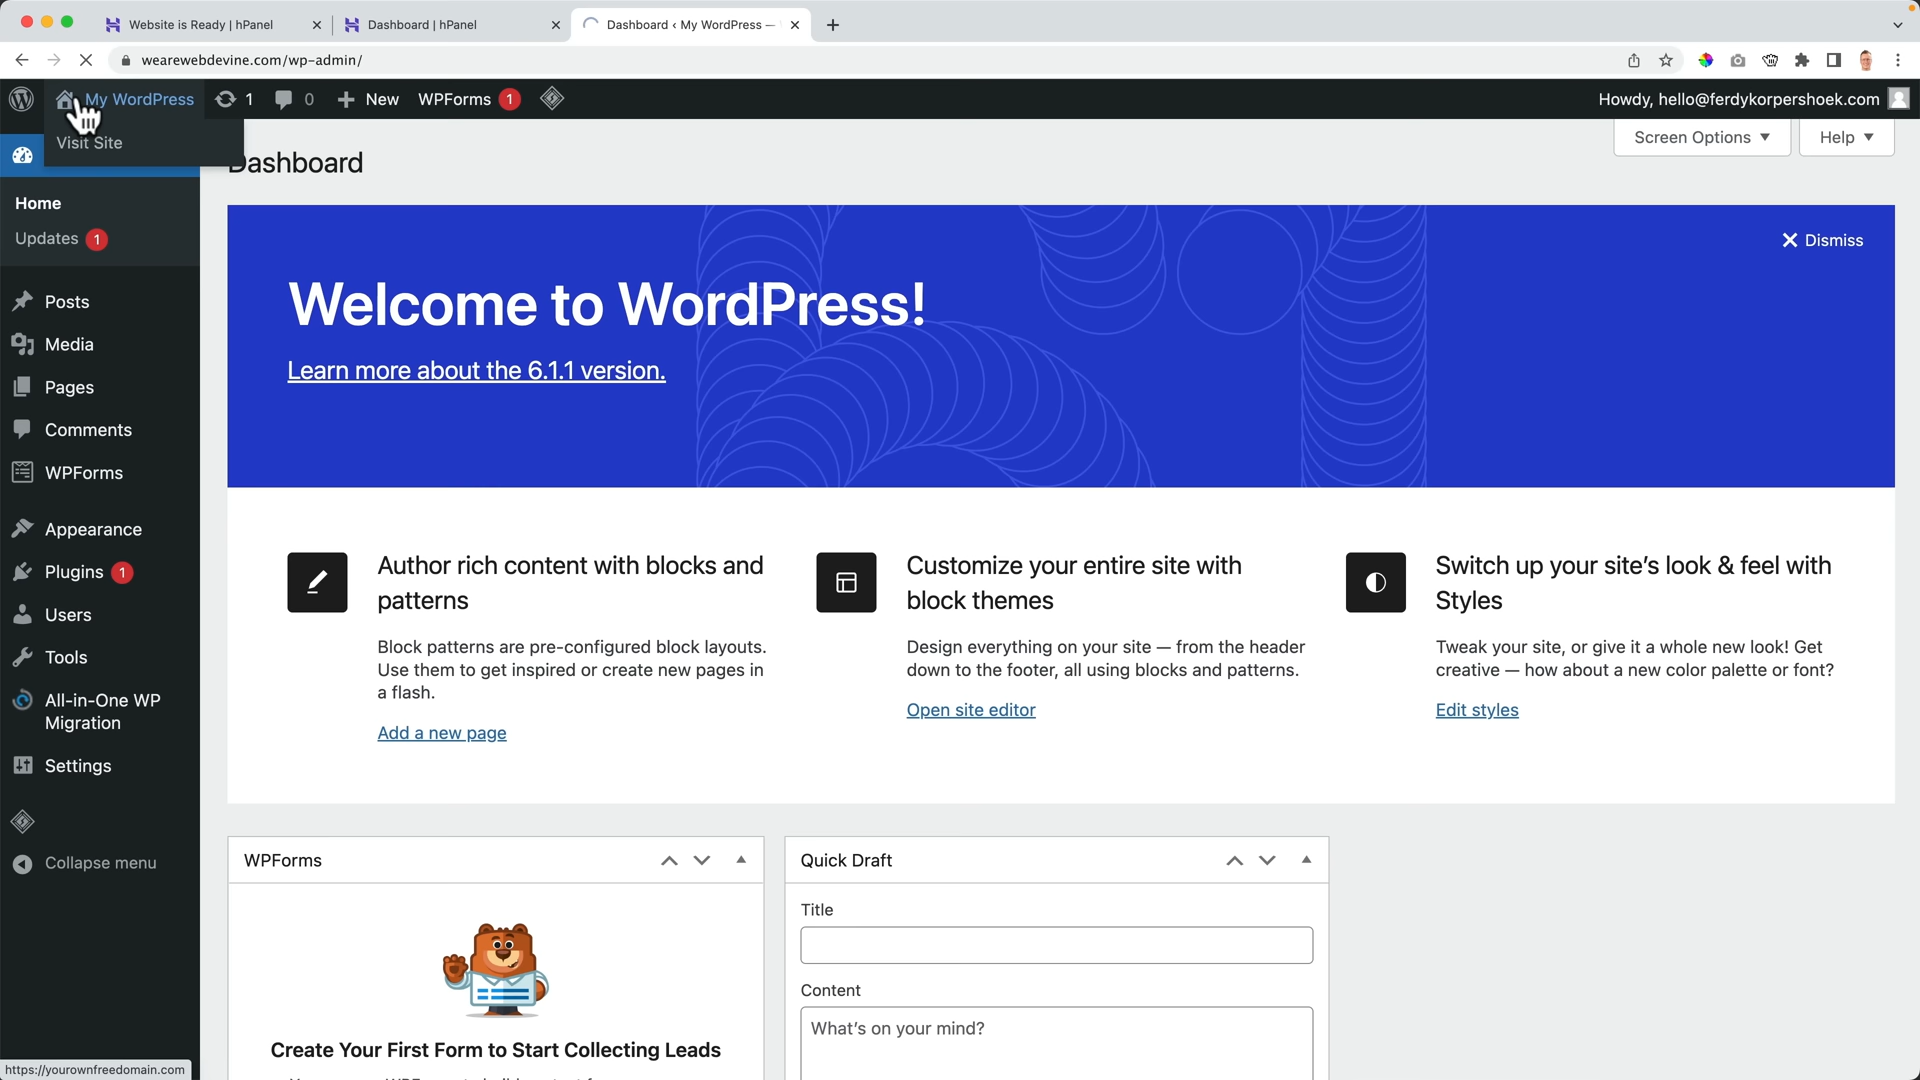 Website is Ready | hPanel
Dashboard | hPanel
Dashboard ‹ My WordPress —
wearewebdevine.com/wp-admin/
My WordPress
1
0
New
WPForms 1
Howdy, hello@ferdykorpershoek.com
Visit Site
Screen Options
Help
Dashboard
Home
Updates 1
Posts
Media
Pages
Comments
WPForms
Appearance
Plugins 1
Users
Tools
All-in-One WP
Migration
Settings
Collapse menu
Dismiss
Welcome to WordPress!
Learn more about the 6.1.1 version.
Author rich content with blocks and
patterns
Block patterns are pre-configured block layouts.
Use them to get inspired or create new pages in
a flash.
Add a new page
Customize your entire site with
block themes
Design everything on your site — from the header
down to the footer, all using blocks and patterns.
Open site editor
Switch up your site’s look & feel with
Styles
Tweak your site, or give it a whole new look! Get
creative — how about a new color palette or font?
Edit styles
WPForms
Create Your First Form to Start Collecting Leads
Quick Draft
Title
Content
What’s on your mind?
https://yourownfreedomain.com